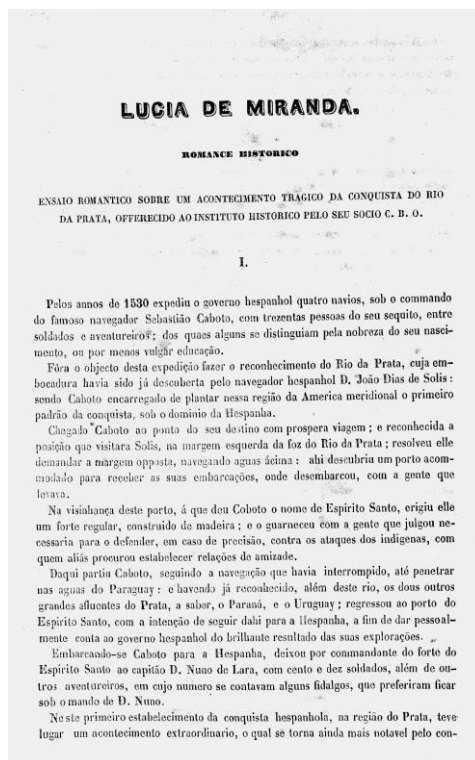 LUCIA DE MIRANDA.
ROMANCE HISTORICO
ENSAIO ROMANTICO SOBRE UM ACONTECIMENTO TRAGICO DA CONQUISTA DO RIO
DA PRATA, OFFERECIDO AO INSTITUTO HISTORICO PELO SEU SOCIO C. B. O.
I.
Pelos annos de 1530 expediu o governo hespanhol quatro navios, sob o commando
do famoso navegador Sebastião Caboto, com trezentas pessoas do seu sequito, entre
soldados e aventureiros; dos quaes alguns se distinguiam pela nobreza do seu nasci-
mento, ou por menos vulgar educação.
Fôra o objecto desta expedição fazer o reconhecimento do Rio da Prata, cuja em-
bocadura havia sido já descuberta pelo navegador hespanhol D. João Dias de Solis:
sendo Caboto encarregado de plantar nessa região da America meridional o primeiro
padrão da conquista, sob o dominio da Hespanha.
Chegado Caboto ao ponto do seu destino com prospera viagem; e reconhecida a
posição que visitara Solis, na margem esquerda da foz do Rio da Prata; resolveu elle
demandar a margem opposta, navegando aguas ácima: ahi descubriu um porto acom-
modado para receber as suas embarcações, onde desembarcou, com a gente que
levava.
Na visinhança deste porto, á que deu Coboto o nome de Espirito Santo, erigiu elle
um forte regular, construido de madeira; e o guarneceu com a gente que julgou ne-
cessaria para o defender, em caso de precisão, contra os ataques dos indigenas, com
quem aliás procurou estabelecer relações de amizade.
Daqui partiu Caboto, seguindo a navegação que havia interrompido, até penetrar
nas aguas do Paraguay: e havendo já reconhecido, além deste rio, os dous outros
grandes afluentes do Prata, a saber, o Paraná, e o Uruguay; regressou ao porto do
Espirito Santo, com a intenção de seguir dahi para a Hespanha, a fim de dar pessoal-
mente conta ao governo hespanhol do brilhante resultado das suas explorações.
Embarcando-se Caboto para a Hespanha, deixou por commandante do forte do
Espirito Santo ao capitão D. Nuno de Lara, com cento e dez soldados, além de ou-
tros aventureiros, em cujo numero se contavam alguns fidalgos, que preferiram ficar
sob o mando de D. Nuno.
Neste primeiro estabelecimento da conquista hespanhola, na região do Prata, teve
lugar um acontecimento extraordinario, o qual se torna ainda mais notavel pelo con-